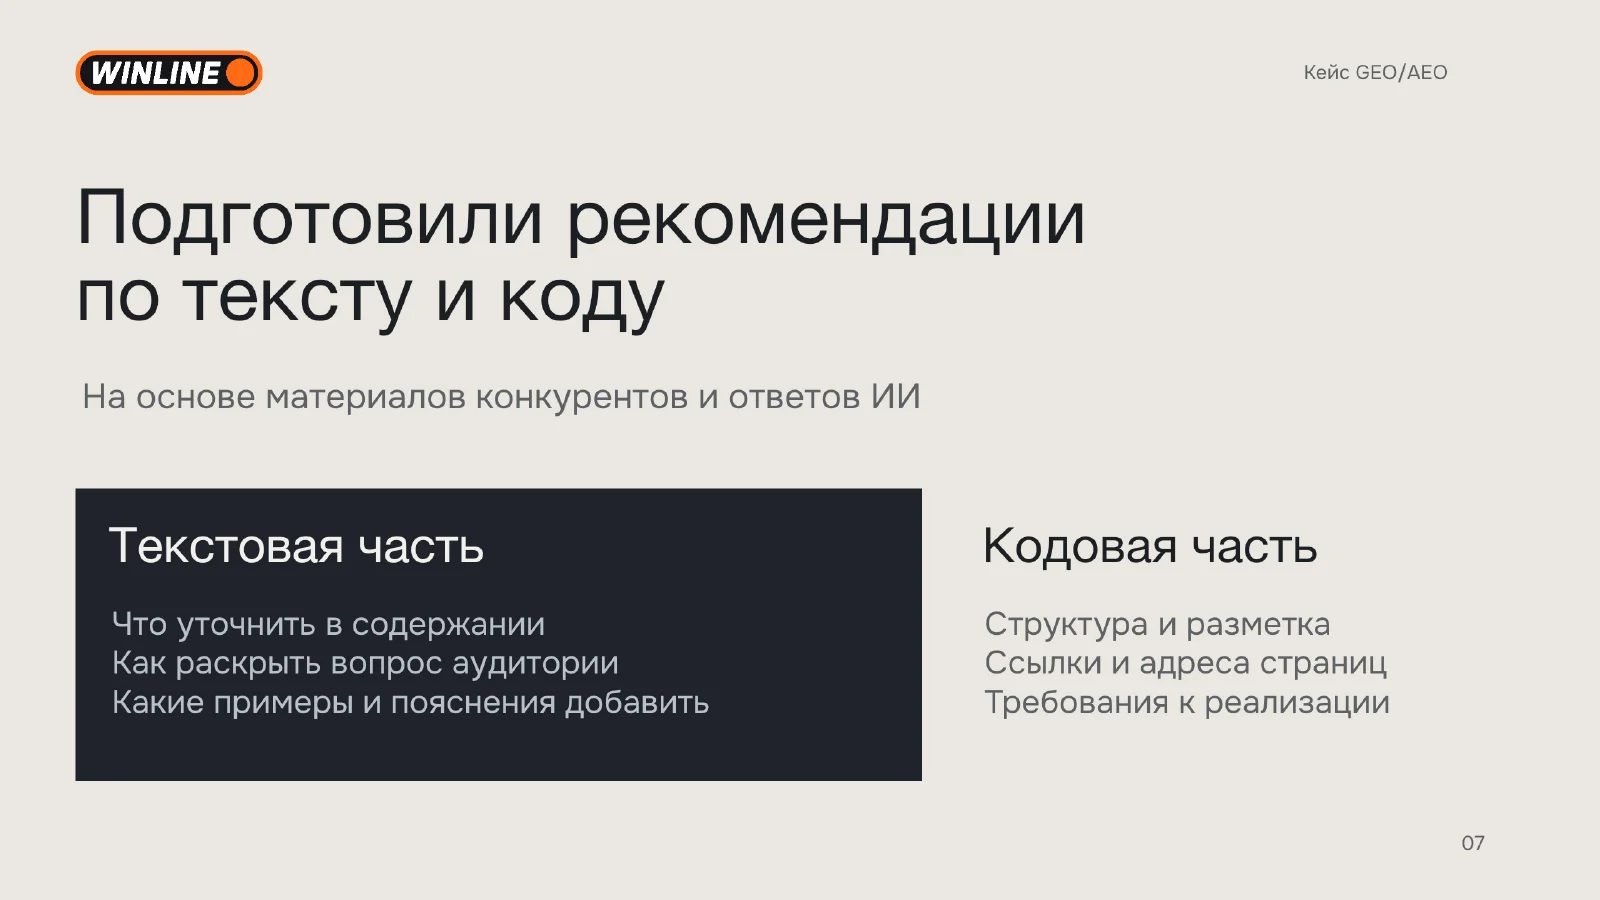 WINLINE
Кейс GEO/AEO
Подготовили рекомендации
по тексту и коду
На основе материалов конкурентов и ответов ИИ
Текстовая часть
Что уточнить в содержании
Как раскрыть вопрос аудитории
Какие примеры и пояснения добавить
Кодовая часть
Структура и разметка
Ссылки и адреса страниц
Требования к реализации
07